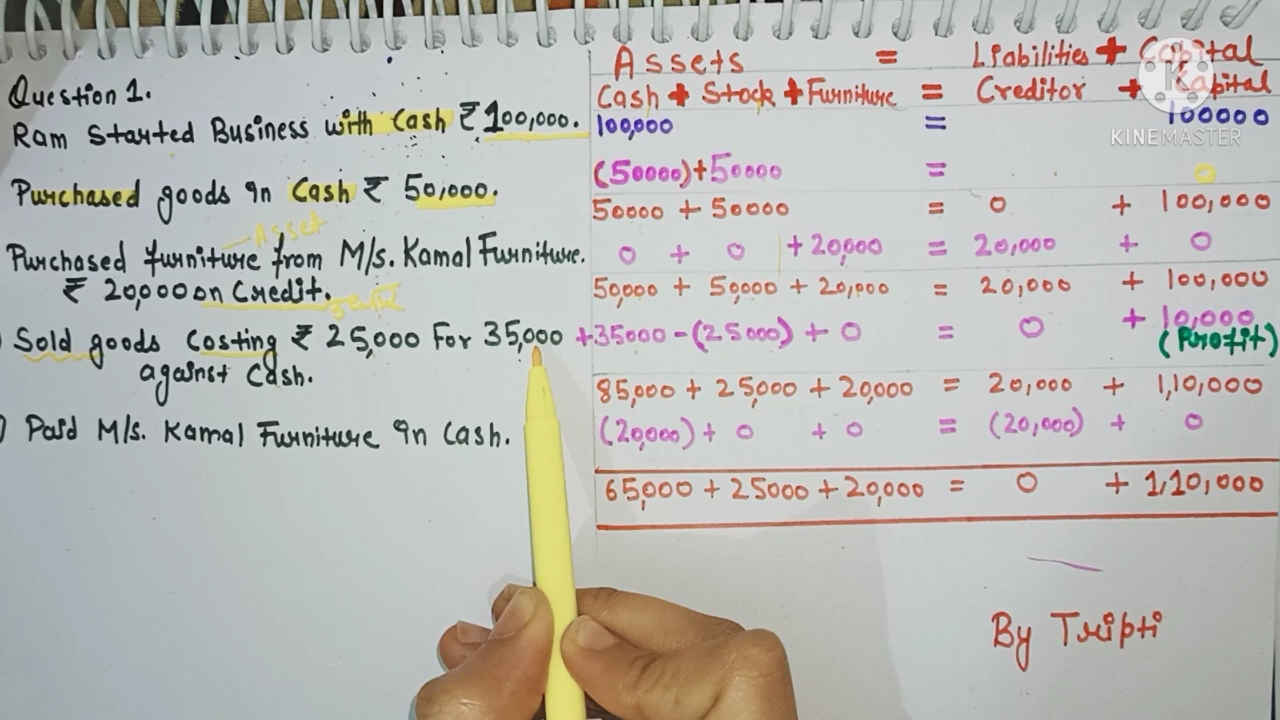 Question 1.
Ram Started Business with Cash ₹ 100,000.
Purchased goods in Cash ₹ 50,000.
Asset
Purchased furniture from M/s. Kamal Furniture.
₹ 20,000 on Credit.
Sold goods Costing ₹ 25,000 For 35,000
against Cash.
Paid M/s. Kamal Furniture in Cash.
Assets = Liabilities + Capital
Cash + Stock + Furniture = Creditor + Kapital
100,000 = 100000
(50000) + 50000 = 0
50000 + 50000 = 0 + 100,000
0 + 0 + 20,000 = 20,000 + 0
50,000 + 50,000 + 20,000 = 20,000 + 100,000
+35000 - (25000) + 0 = 0 + 10,000
(Profit)
85,000 + 25,000 + 20,000 = 20,000 + 1,10,000
(20,000) + 0 + 0 = (20,000) + 0
65,000 + 25000 + 20,000 = 0 + 1,10,000
By Tripti
K
KINEMASTER